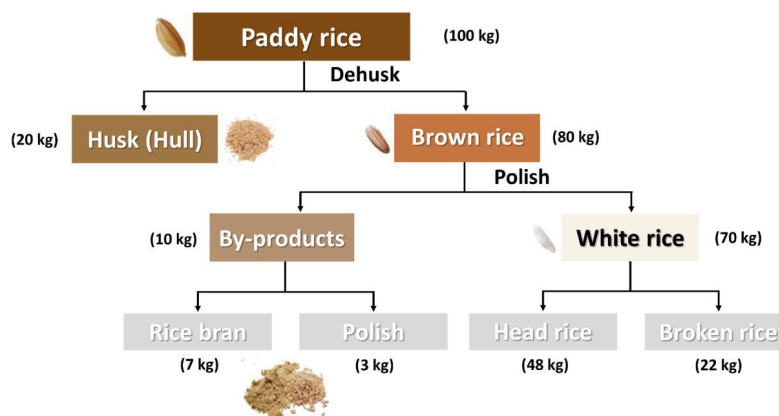 Paddy rice
(100 kg)
Dehusk
(20 kg)
Husk (Hull)
Brown rice
(80 kg)
Polish
(10 kg)
By-products
White rice
(70 kg)
Rice bran
Polish
Head rice
Broken rice
(7 kg)
(3 kg)
(48 kg)
(22 kg)